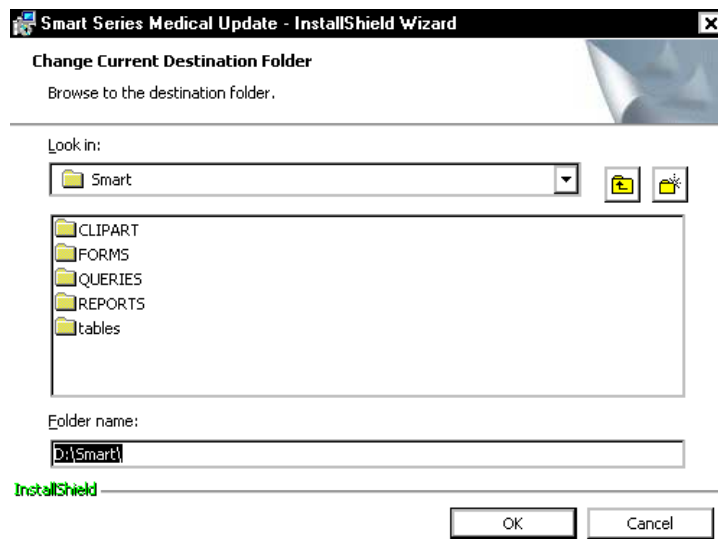 Smart Series Medical Update - InstallShield Wizard
Change Current Destination Folder
Browse to the destination folder.
Look in:
Smart
CLIPART
FORMS
QUERIES
REPORTS
tables
Folder name:
D:\Smart\
InstallShield
OK Cancel